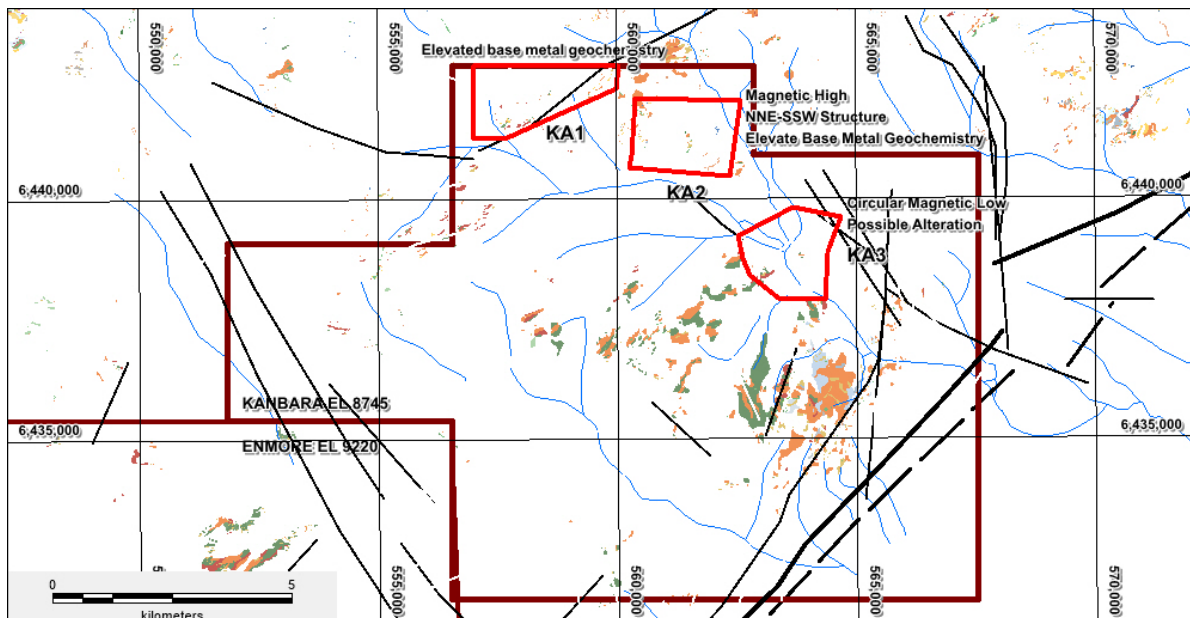 550,000
555,000
560,000
565,000
570,000
Elevated base metal geochemistry
KA1
Magnetic High
NNE-SSW Structure
Elevate Base Metal Geochemistry
KA2
6,440,000
6,440,000
Circular Magnetic Low
Possible Alteration
KA3
KANBARA EL 8745
ENMORE EL 9220
6,435,000
6,435,000
555,000
560,000
565,000
570,000
0
5
kilometers